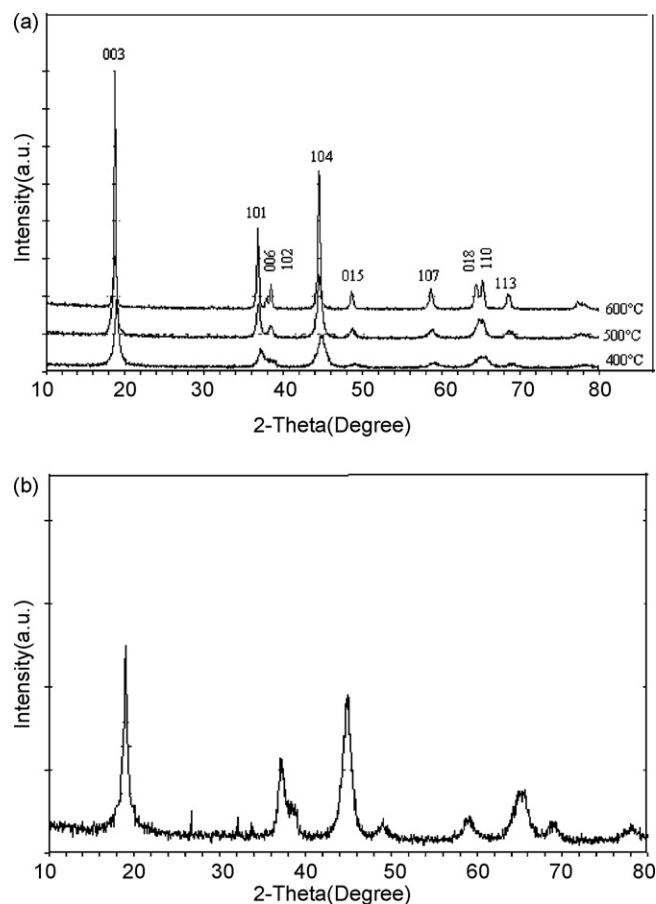 (a)
003
104
101
006
102
018
110
015
107
113
600°C
500°C
400°C
10 20 30 40 50 60 70 80
2-Theta(Degree)
Intensity(a.u.)
(b)
Intensity(a.u.)
10 20 30 40 50 60 70 80
2-Theta(Degree)